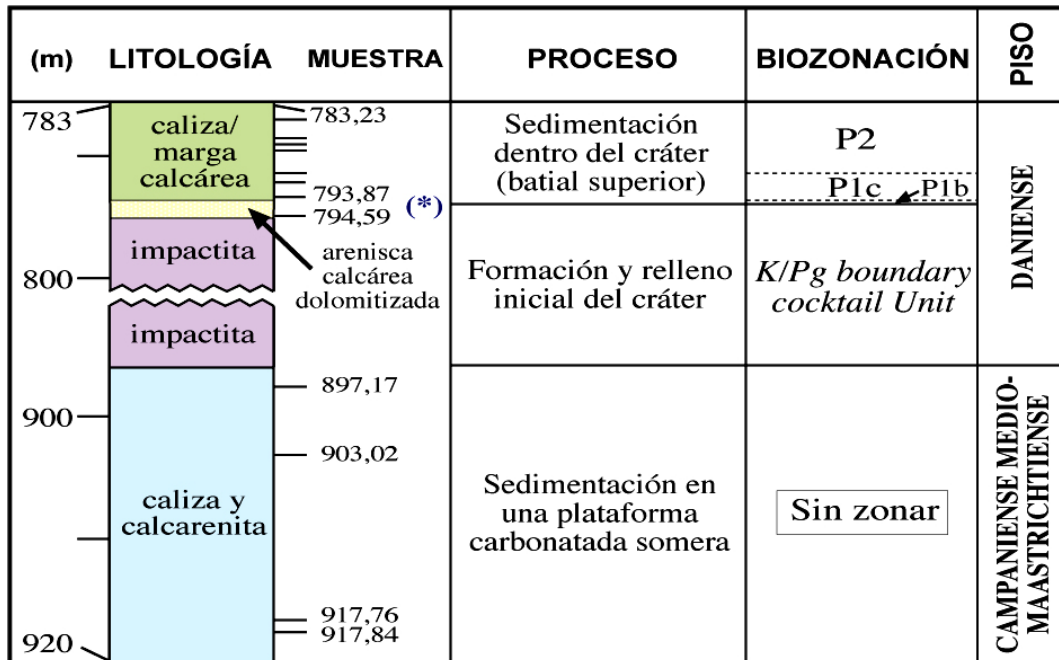 (m) LITOLOGÍA MUESTRA PROCESO BIOZONACIÓN PISO
783
caliza/
marga
calcárea
783,23
793,87
794,59
(*)
arenisca
calcárea
dolomitizada
impactita
800
impactita
900
caliza y
calcarenita
897,17
903,02
917,76
917,84
920
Sedimentación
dentro del cráter
(batial superior)
Formación y relleno
inicial del cráter
Sedimentación en
una plataforma
carbonatada somera
P2
P1c
P1b
K/Pg boundary
cocktail Unit
Sin zonar
DANIENSE
CAMPANIENSE MEDIO-
MAASTRICHTIENSE